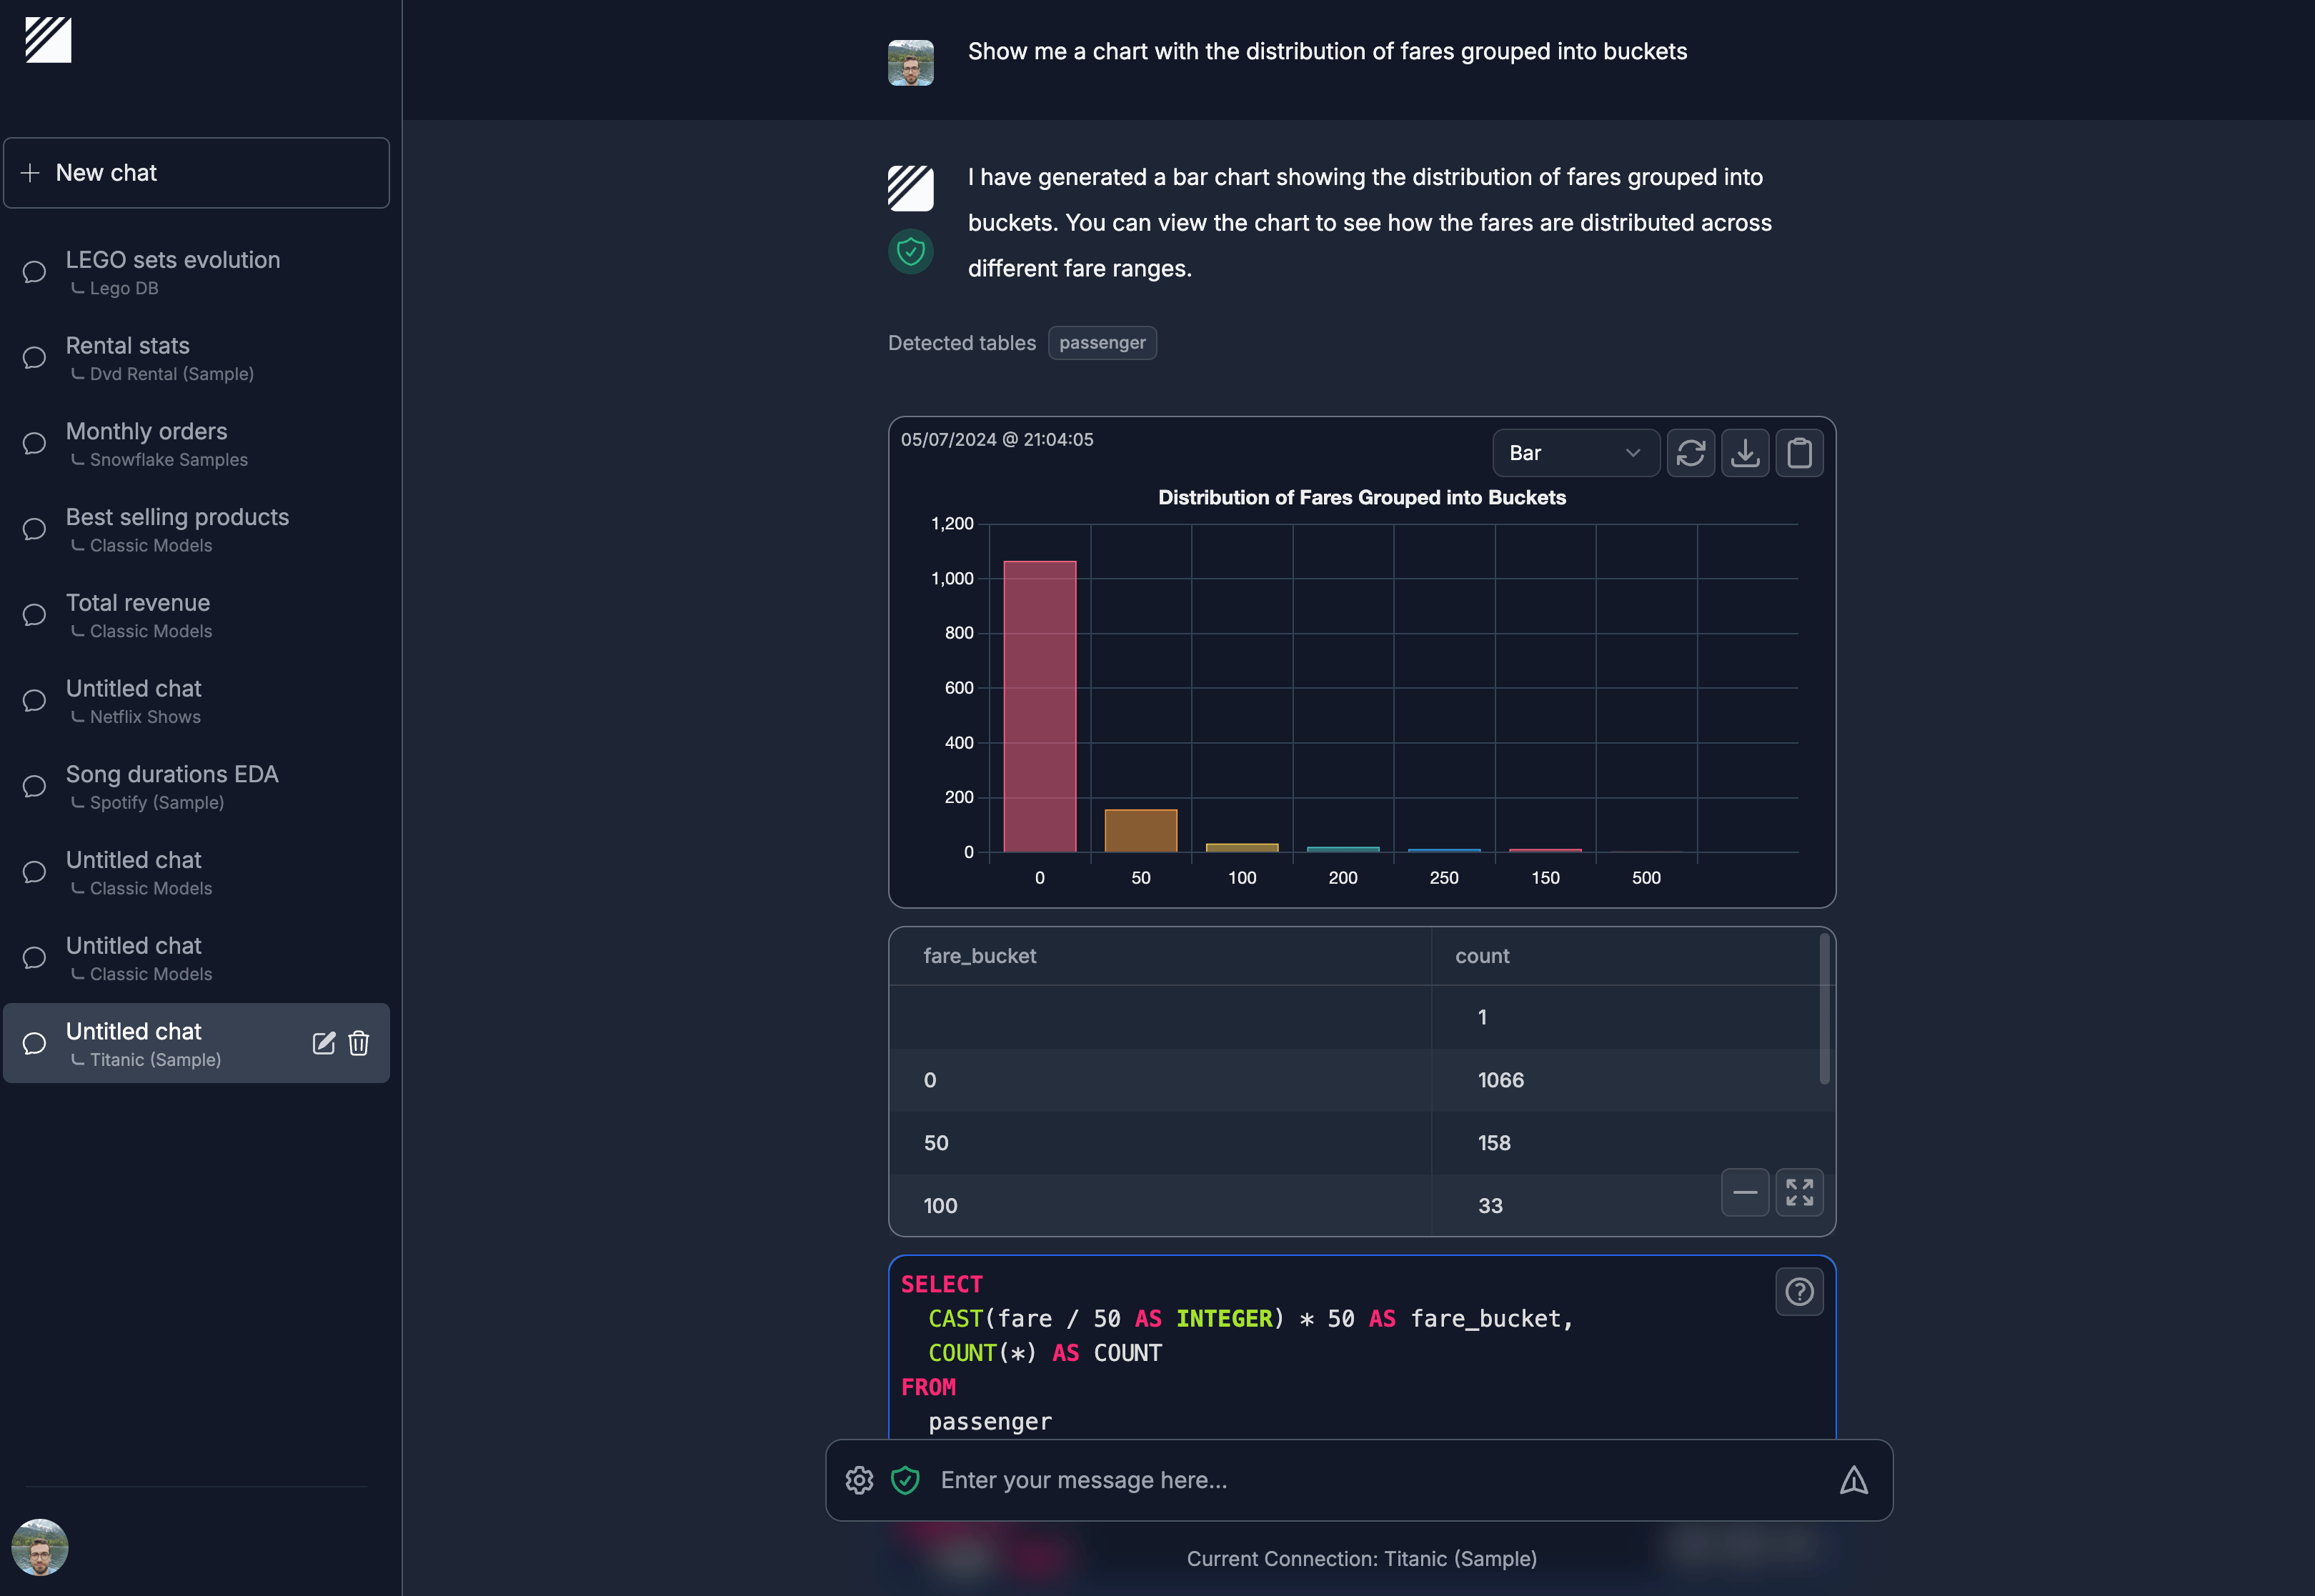 New chat
LEGO sets evolution
Lego DB
Rental stats
Dvd Rental (Sample)
Monthly orders
Snowflake Samples
Best selling products
Classic Models
Total revenue
Classic Models
Untitled chat
Netflix Shows
Song durations EDA
Spotify (Sample)
Untitled chat
Classic Models
Untitled chat
Classic Models
Untitled chat
Titanic (Sample)
Show me a chart with the distribution of fares grouped into buckets
I have generated a bar chart showing the distribution of fares grouped into
buckets. You can view the chart to see how the fares are distributed across
different fare ranges.
Detected tables passenger
05/07/2024 @ 21:04:05
Bar
Distribution of Fares Grouped into Buckets
1,200
1,000
800
600
400
200
0
0 50 100 200 250 150 500
fare_bucket count
1
0 1066
50 158
100 33
SELECT
CAST(fare / 50 AS INTEGER) * 50 AS fare_bucket,
COUNT(*) AS COUNT
FROM
passenger
Enter your message here...
Current Connection: Titanic (Sample)